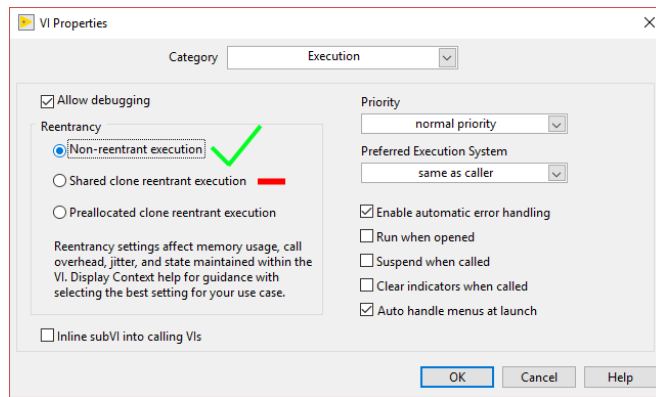 VI Properties
Category
Execution
Allow debugging
Reentrancy
Non-reentrant execution
Shared clone reentrant execution
Preallocated clone reentrant execution
Reentrancy settings affect memory usage, call
overhead, jitter, and state maintained within the
VI. Display Context help for guidance with
selecting the best setting for your use case.
Inline subVI into calling VIs
Priority
normal priority
Preferred Execution System
same as caller
Enable automatic error handling
Run when opened
Suspend when called
Clear indicators when called
Auto handle menus at launch
OK
Cancel
Help